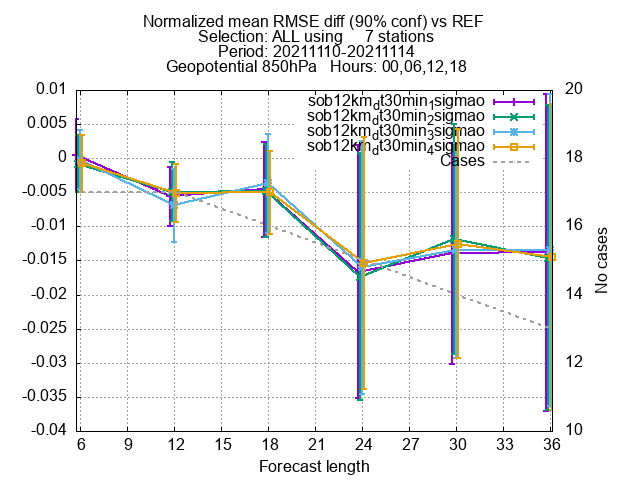 Normalized mean RMSE diff (90% conf) vs REF
Selection: ALL using 7 stations
Period: 20211110-20211114
Geopotential 850hPa Hours: 00,06,12,18
sob12km_dt30min_1sigmao
sob12km_dt30min_2sigmao
sob12km_dt30min_3sigmao
sob12km_dt30min_4sigmao
Cases
0.01
0.005
0
-0.005
-0.01
-0.015
-0.02
-0.025
-0.03
-0.035
-0.04
20
18
16
14
12
10
No cases
6 9 12 15 18 21 24 27 30 33 36
Forecast length